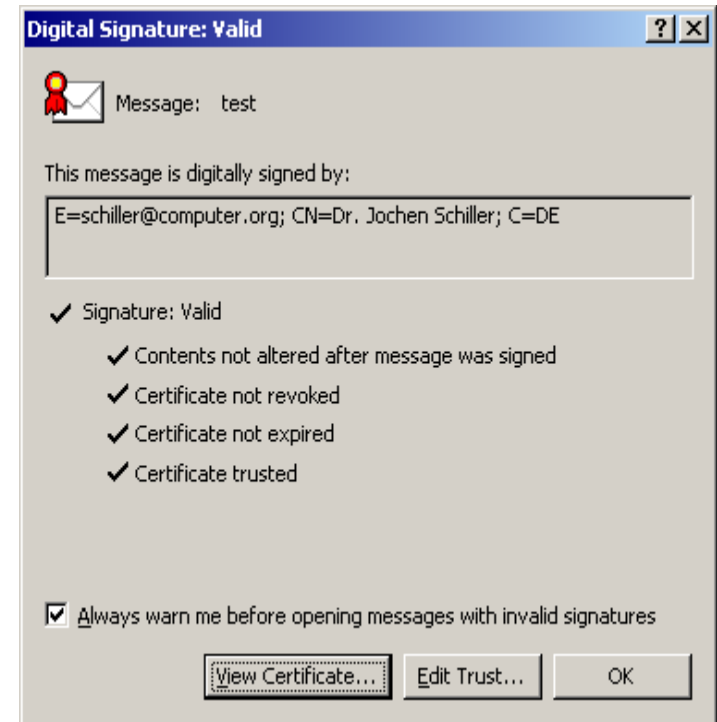 Digital Signature: Valid
Message: test
This message is digitally signed by:
E=schiller@computer.org; CN=Dr. Jochen Schiller; C=DE
Signature: Valid
Contents not altered after message was signed
Certificate not revoked
Certificate not expired
Certificate trusted
Always warn me before opening messages with invalid signatures
View Certificate... Edit Trust... OK